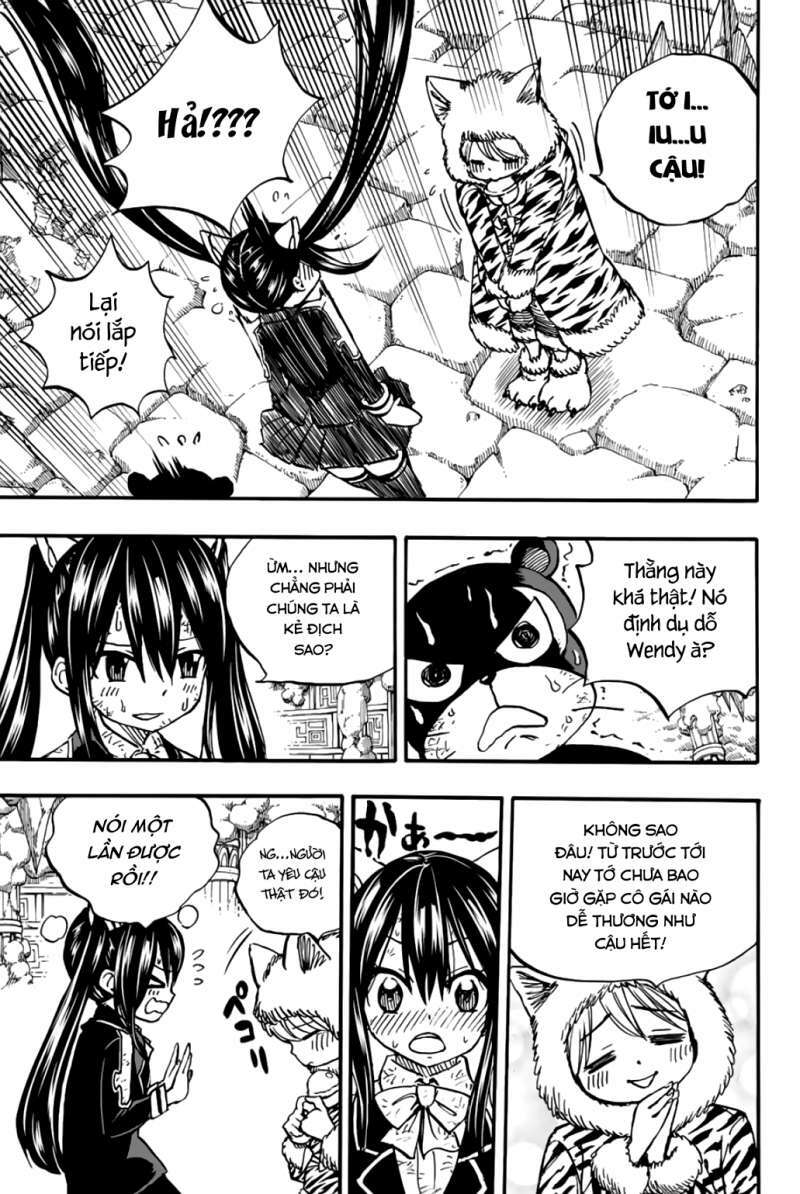 TỚ I...
IU...U
CẬU!
HẢ!???
Lại
nói lắp
tiếp!
Thằng này
khá thật! Nó
định dụ dỗ
Wendy à?
ỪM... NHƯNG
CHẲNG PHẢI
CHÚNG TA LÀ
KẺ ĐỊCH
SAO?
KHÔNG SAO
ĐÂU! TỪ TRƯỚC TỚI
NAY TỚ CHƯA BAO
GIỜ GẶP CÔ GÁI NÀO
DỄ THƯƠNG NHƯ
CẬU HẾT!
かぁ〜
NG...NGƯỜI
TA YÊU CẬU
THẬT ĐÓ!
ペコリ
NÓI MỘT
LẦN ĐƯỢC
RỒI!!